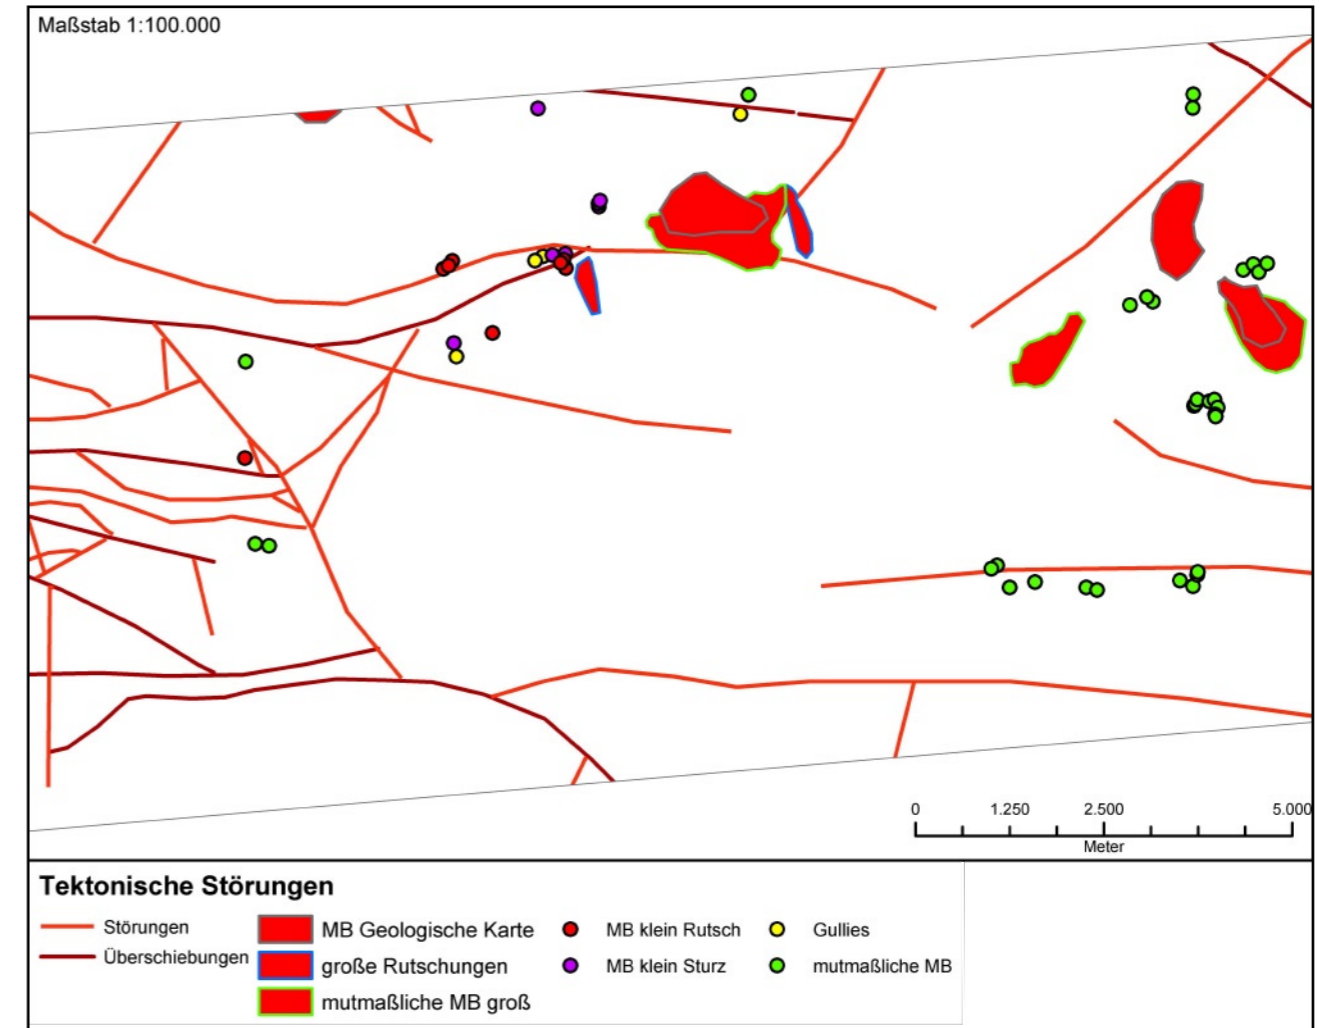 Maßstab 1:100.000
0 1.250 2.500 5.000
Meter
Tektonische Störungen
Störungen
Überschiebungen
MB Geologische Karte
große Rutschungen
mutmaßliche MB groß
MB klein Rutsch
MB klein Sturz
Gullies
mutmaßliche MB